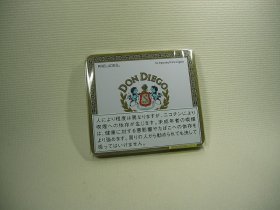 PRELUDES
DON DIEGO
人により程度は異なりますが、ニコチンにより
喫煙への依存が生じます。未成年者の喫煙
は、健康に対する悪影響やたばこへの依存を
より強めます。周りの人から勧められても決して
吸ってはいけません。